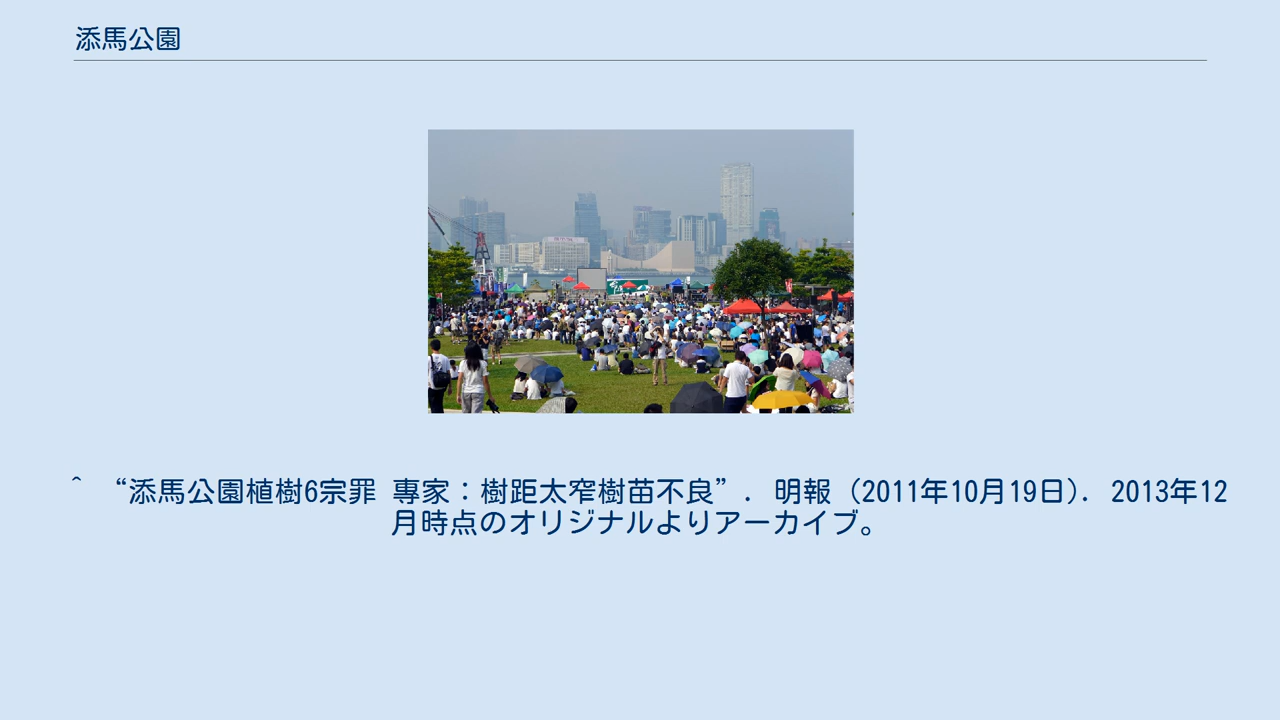 添馬公園
^ “添馬公園植樹6宗罪 專家：樹距太窄樹苗不良”. 明報 (2011年10月19日). 2013年12
月時点のオリジナルよりアーカイブ。